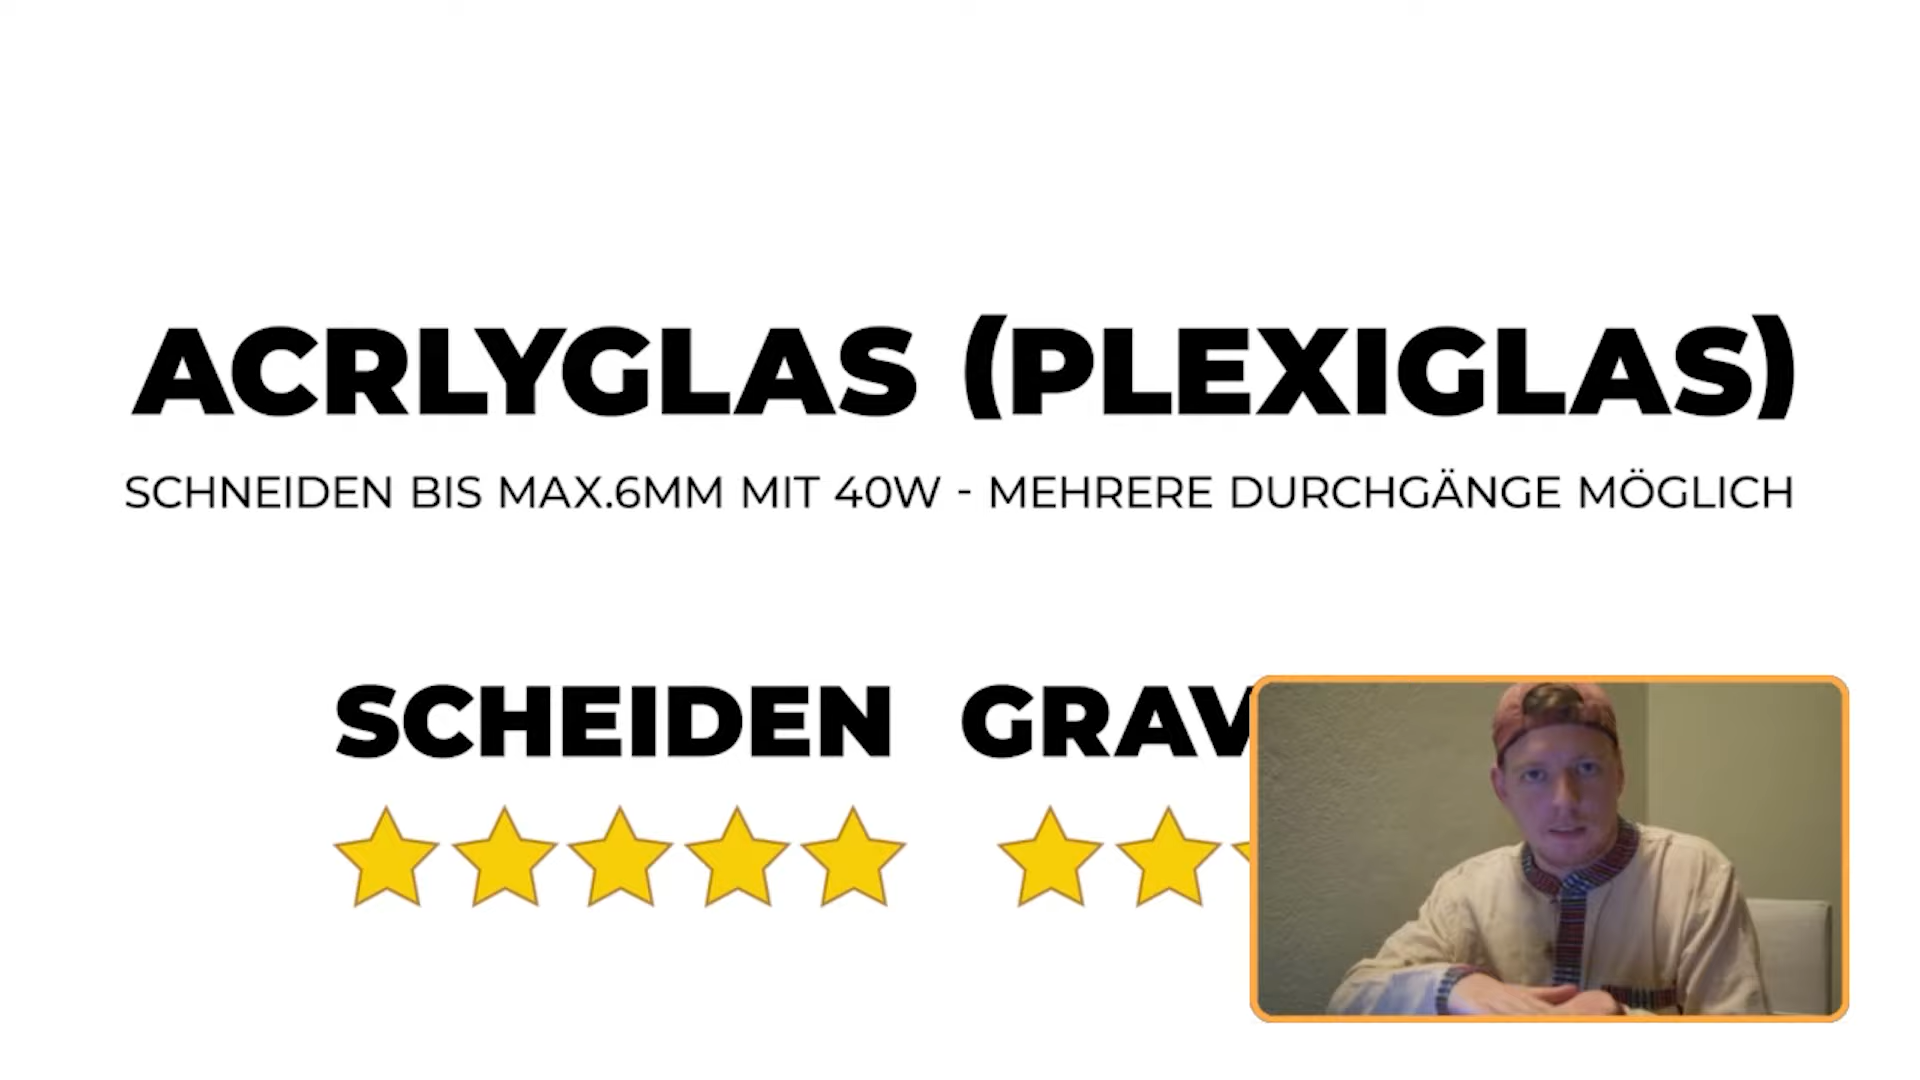 ACRLYGLAS (PLEXIGLAS)
SCHNEIDEN BIS MAX.6MM MIT 40W - MEHRERE DURCHGÄNGE MÖGLICH
SCHEIDEN GRAV